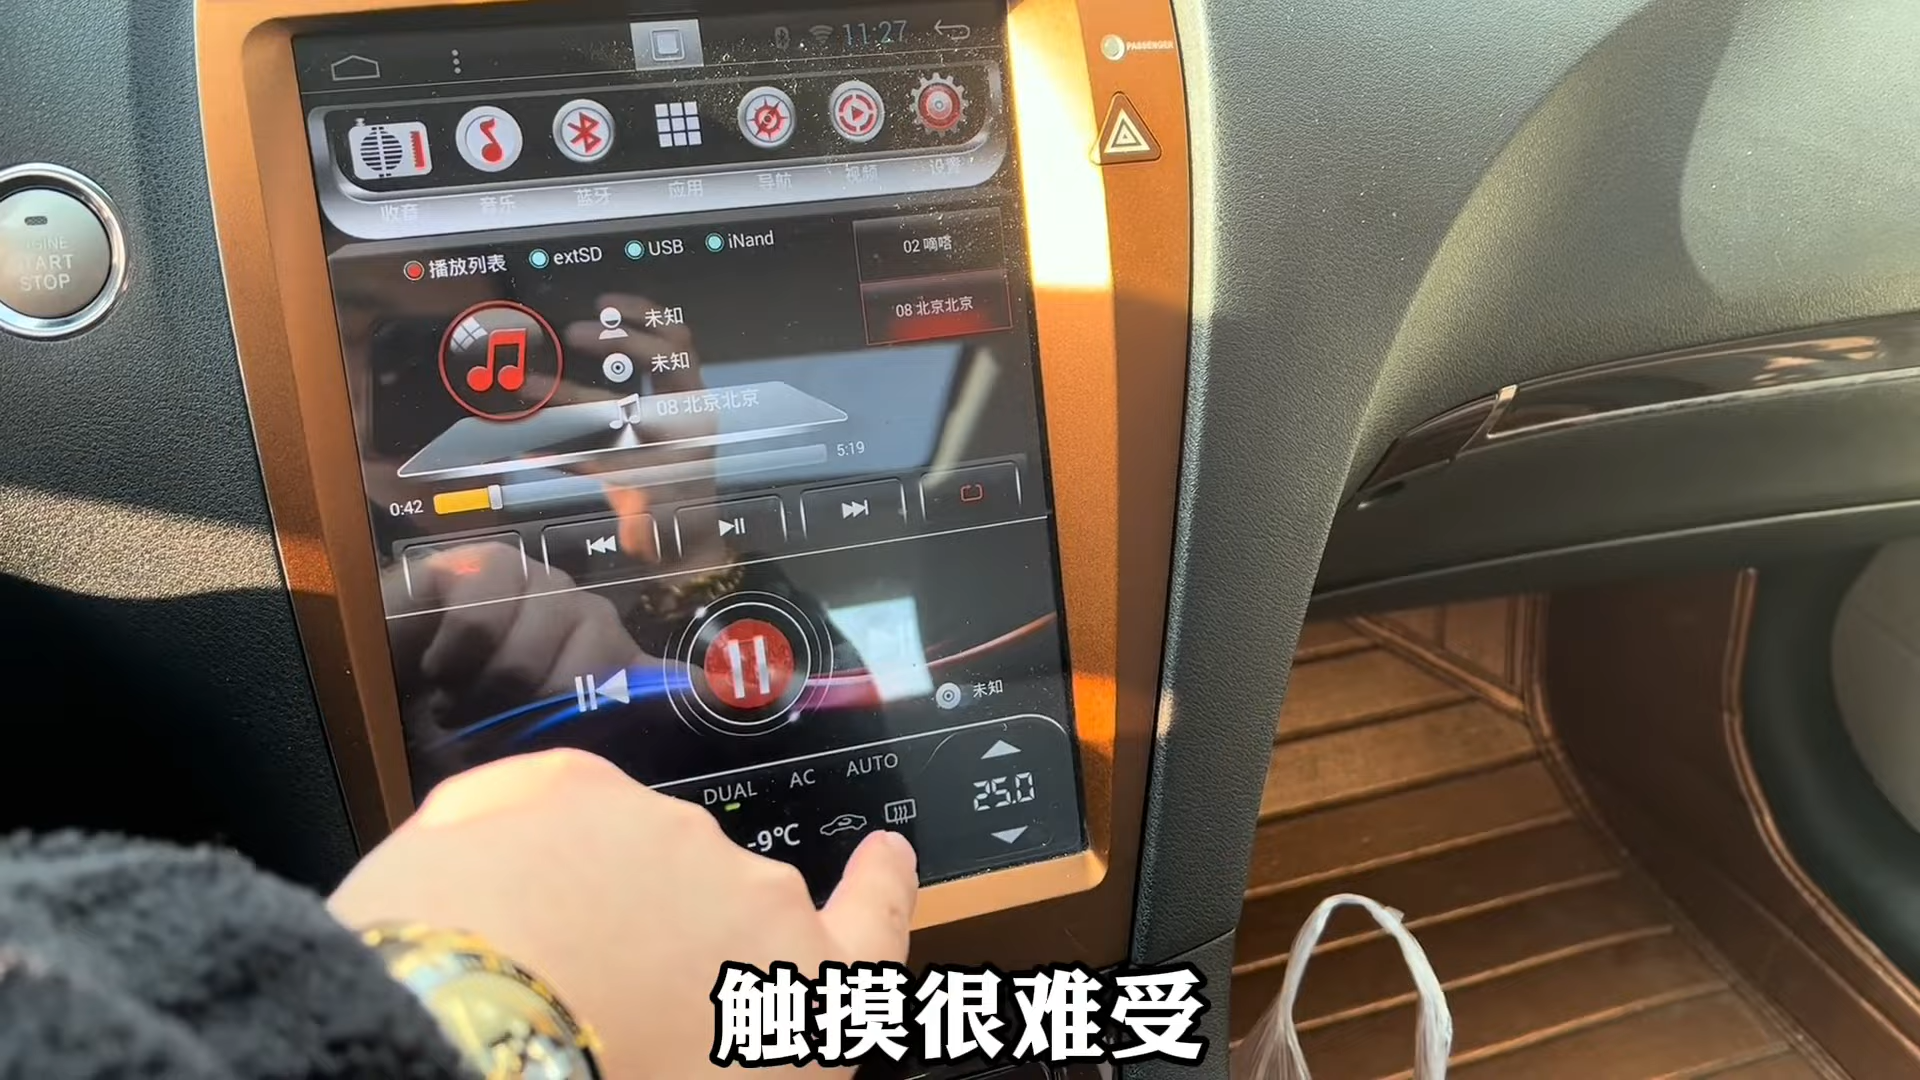 11:27
PASSENGER
收音 音乐 蓝牙 应用 导航 视频 设置
ENGINE
START
STOP
播放列表 extSD USB iNand
02 嘀嗒
未知
08 北京北京
未知
08 北京北京
5:19
0:42
未知
DUAL AC AUTO
25.0
-9℃
触摸很难受